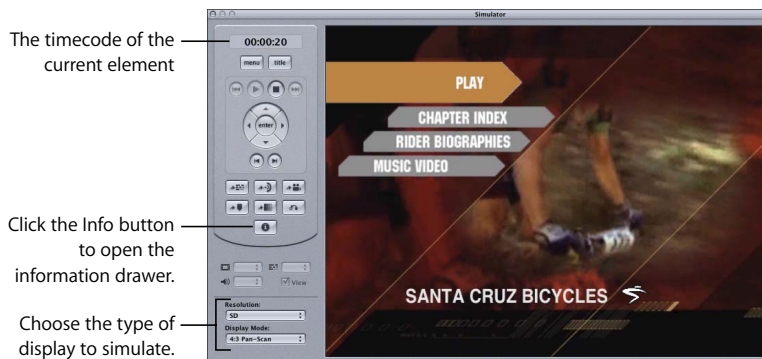 Simulator
The timecode of the
current element
00:00:20
menu title
enter
Click the Info button
to open the
information drawer.
View
Choose the type of
display to simulate.
Resolution:
SD
Display Mode:
4:3 Pan-Scan
PLAY
CHAPTER INDEX
RIDER BIOGRAPHIES
MUSIC VIDEO
SANTA CRUZ BICYCLES